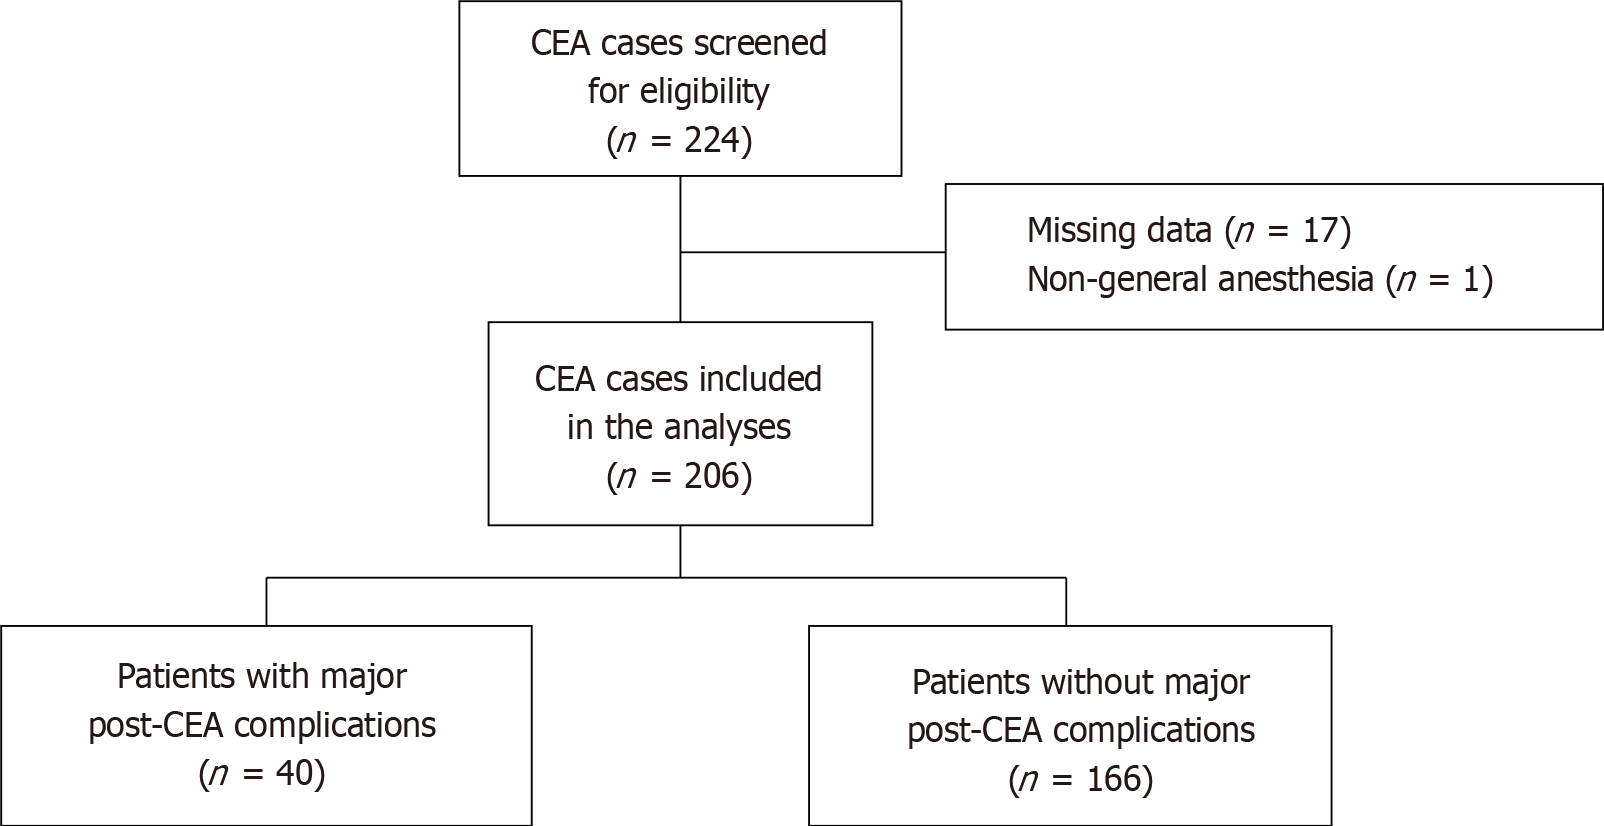 CEA cases screened
for eligibility
(n = 224)
Missing data (n = 17)
Non-general anesthesia (n = 1)
CEA cases included
in the analyses
(n = 206)
Patients with major
post-CEA complications
(n = 40)
Patients without major
post-CEA complications
(n = 166)